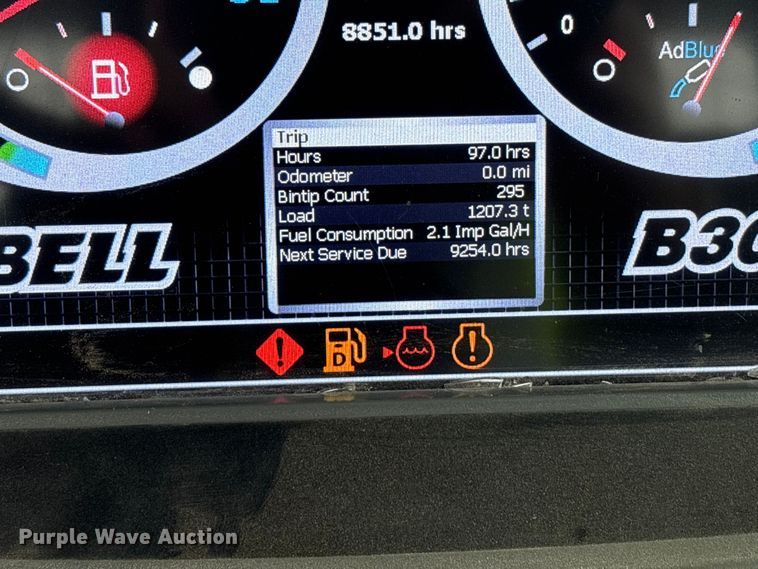 8851.0 hrs
0
AdBlue
Trip
Hours 97.0 hrs
Odometer 0.0 mi
Bintip Count 295
Load 1207.3 t
Fuel Consumption 2.1 Imp Gal/H
Next Service Due 9254.0 hrs
BELL
B30
D
Purple Wave Auction